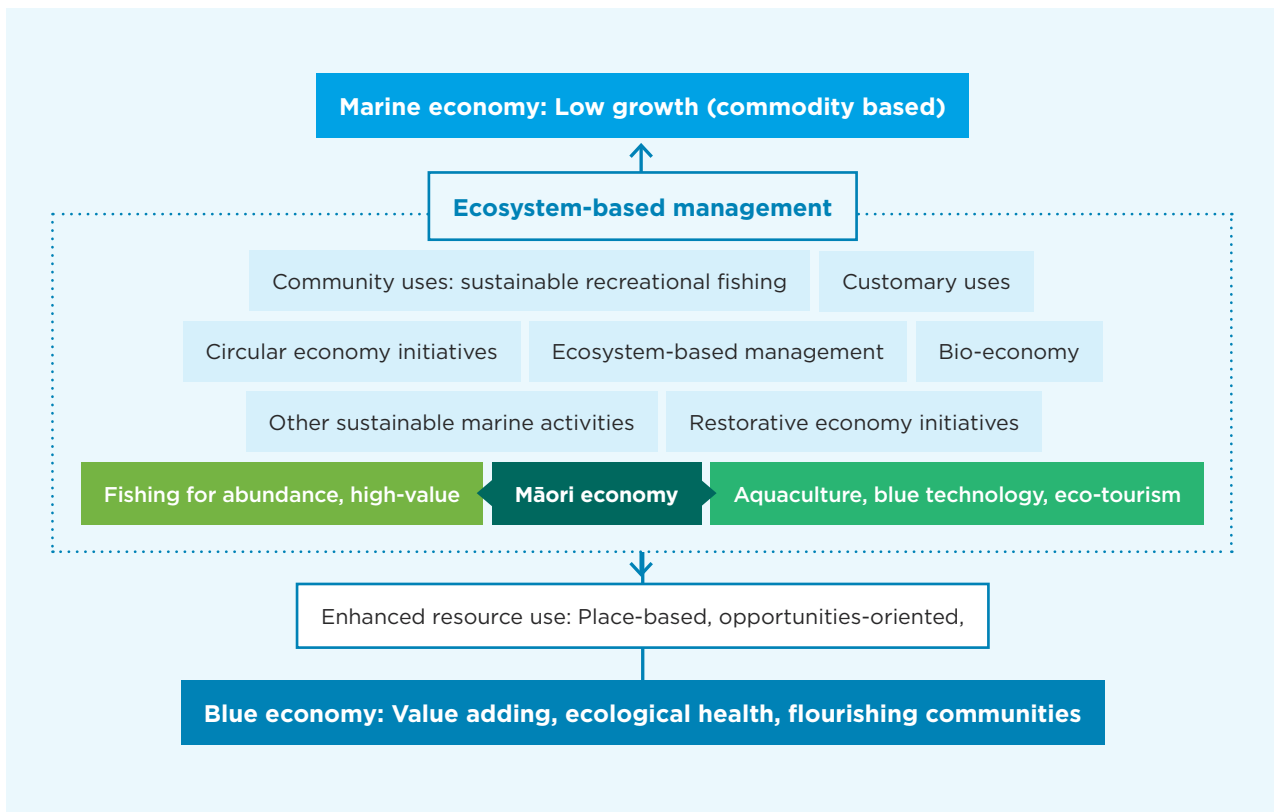 Marine economy: Low growth (commodity based)
Ecosystem-based management
Community uses: sustainable recreational fishing
Customary uses
Circular economy initiatives
Ecosystem-based management
Bio-economy
Other sustainable marine activities
Restorative economy initiatives
Fishing for abundance, high-value
Māori economy
Aquaculture, blue technology, eco-tourism
Enhanced resource use: Place-based, opportunities-oriented,
Blue economy: Value adding, ecological health, flourishing communities